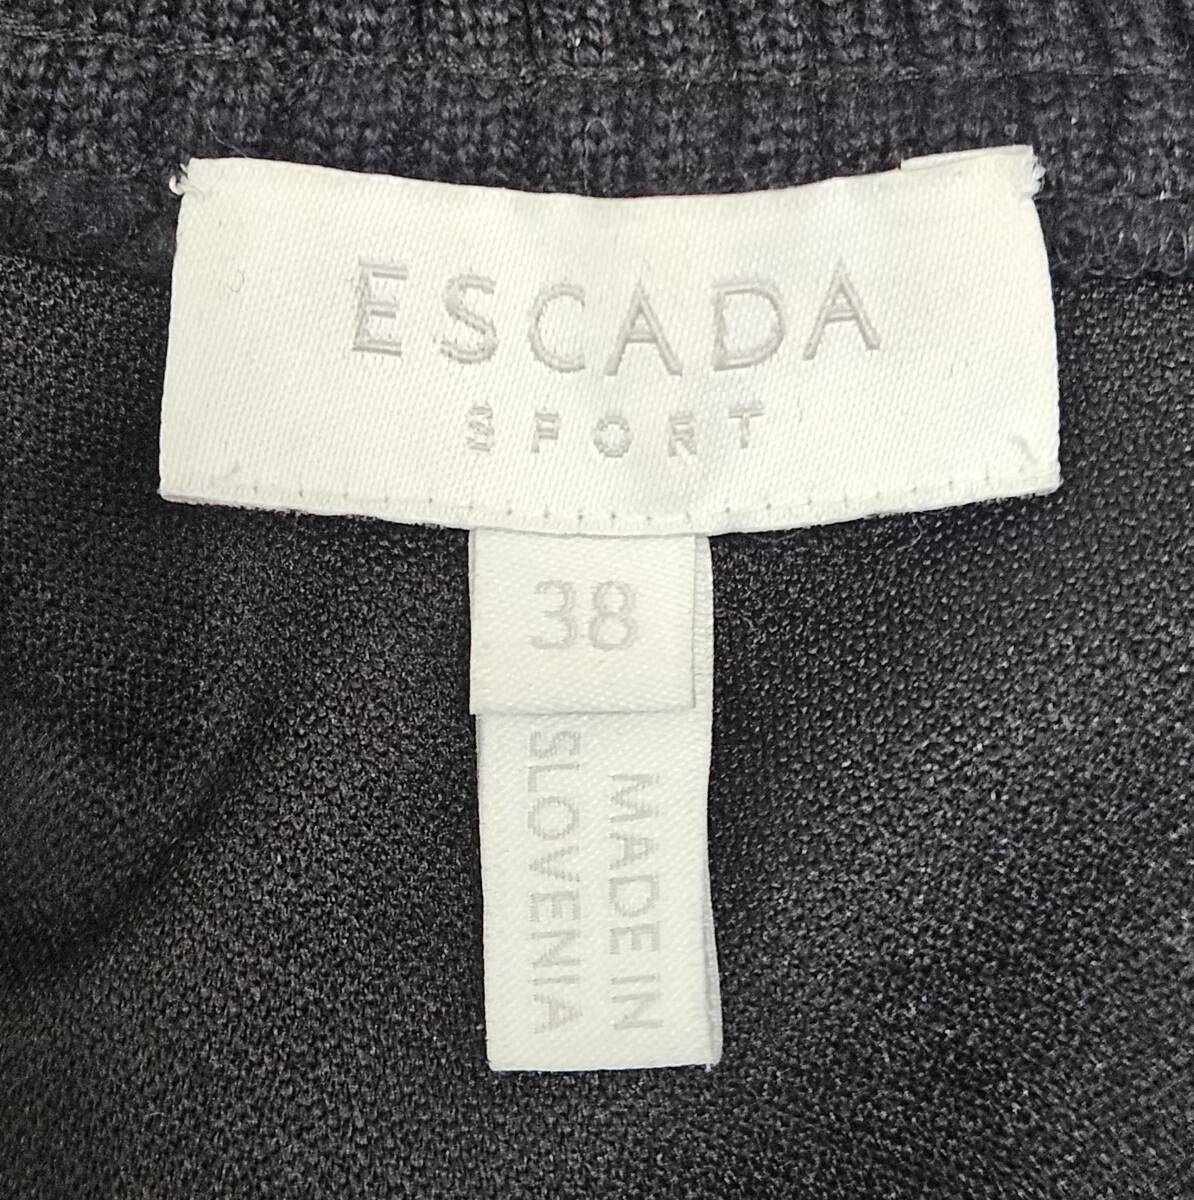 ESCADA
SPORT
38
MADE IN
SLOVENIA